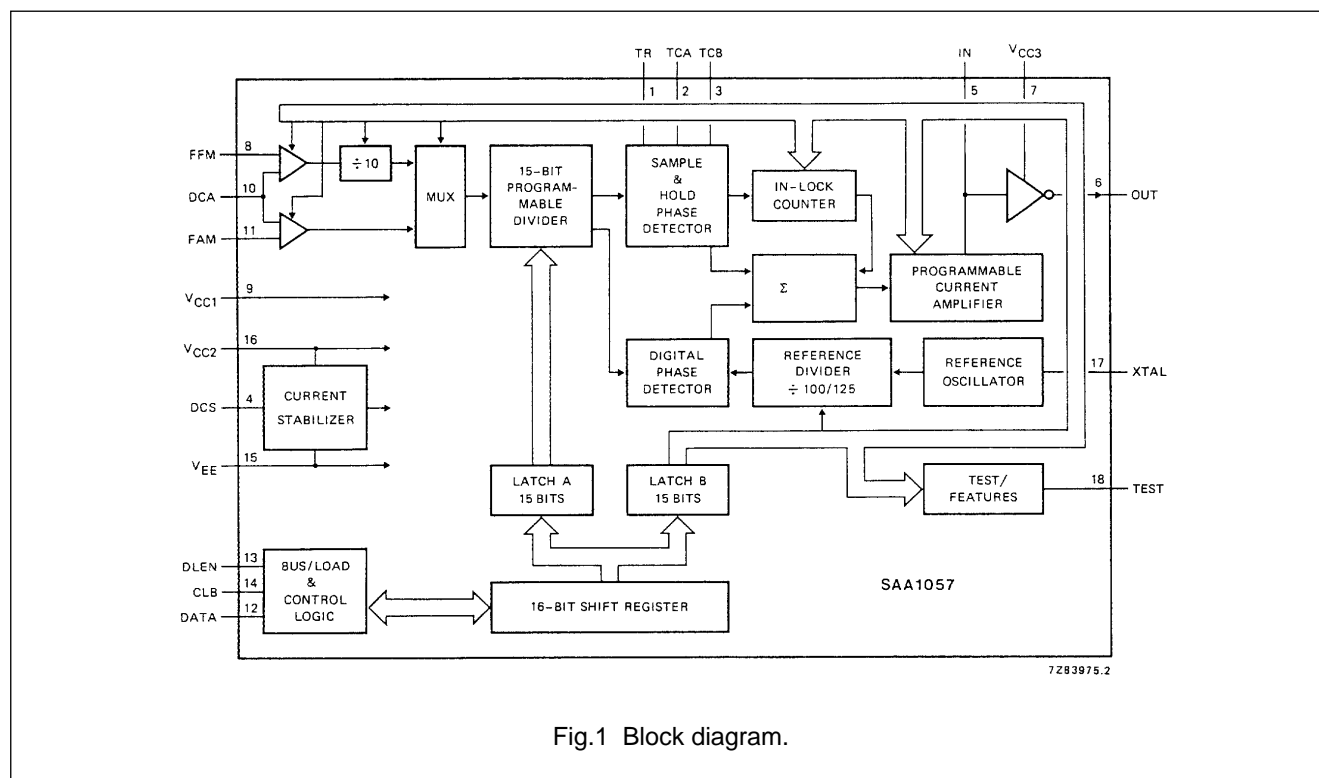 TR TCA TCB IN VCC3
1 2 3 5 7
FFM 8
÷10
MUX
15-BIT
PROGRAM-
MABLE
DIVIDER
SAMPLE
&
HOLD
PHASE
DETECTOR
IN-LOCK
COUNTER
6 OUT
DCA 10
FAM 11
Σ
PROGRAMMABLE
CURRENT
AMPLIFIER
VCC1 9
VCC2 16
DIGITAL
PHASE
DETECTOR
REFERENCE
DIVIDER
÷ 100/125
REFERENCE
OSCILLATOR
17 XTAL
DCS 4
CURRENT
STABILIZER
VEE 15
LATCH A
15 BITS
LATCH B
15 BITS
TEST/
FEATURES
18 TEST
DLEN 13
CLB 14
DATA 12
BUS/LOAD
&
CONTROL
LOGIC
16-BIT SHIFT REGISTER
SAA1057
7Z83975.2
Fig.1 Block diagram.